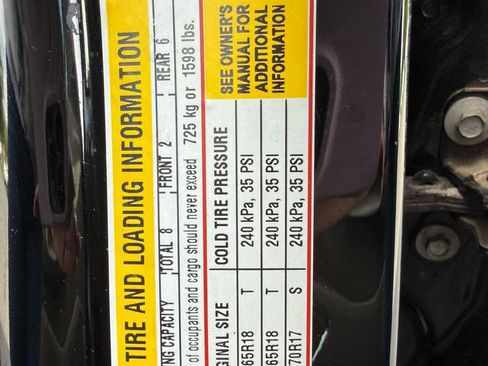 TIRE AND LOADING INFORMATION
NG CAPACITY TOTAL 8 FRONT 2 REAR 6
of occupants and cargo should never exceed 725 kg or 1598 lbs.
GINAL SIZE COLD TIRE PRESSURE
65R18 T 240 kPa, 35 PSI
65R18 T 240 kPa, 35 PSI
70R17 S 240 kPa, 35 PSI
SEE OWNER'S
MANUAL FOR
ADDITIONAL
INFORMATION